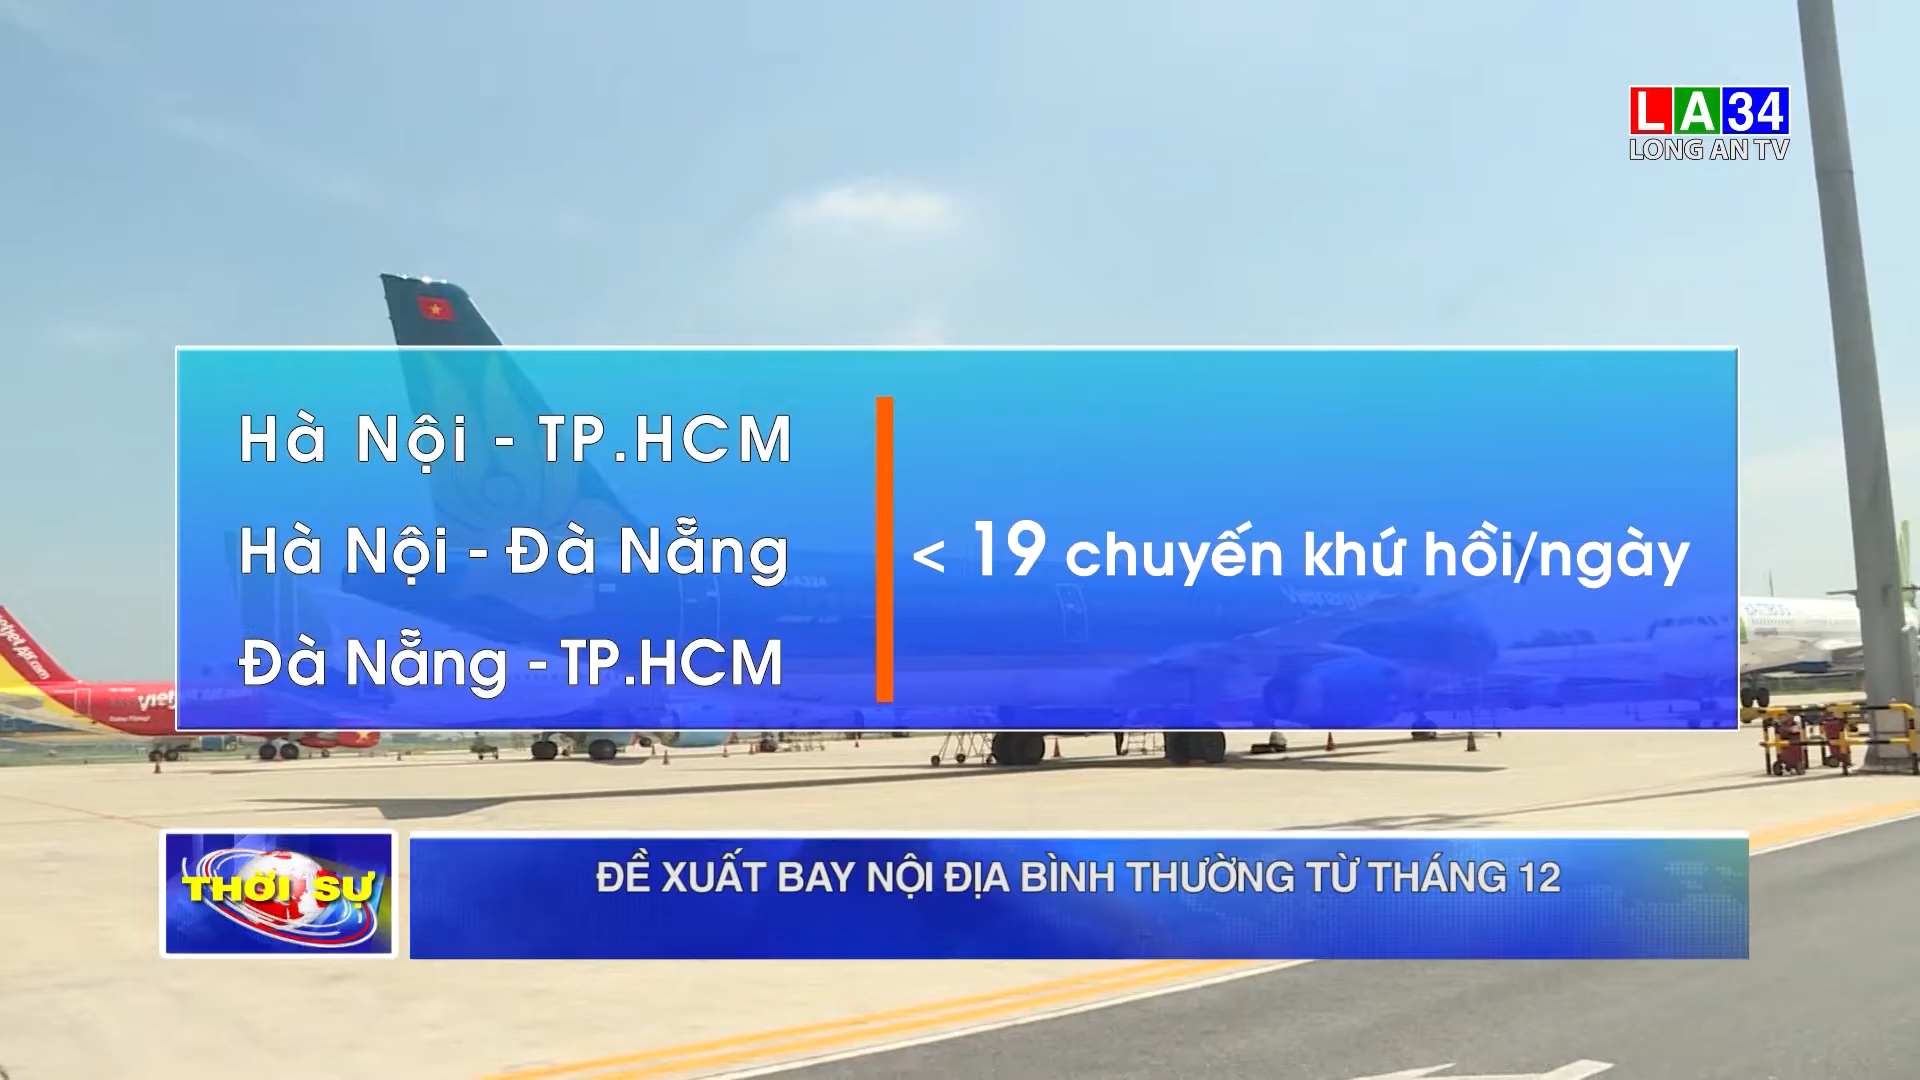 LA34
LONG AN TV
Hà Nội - TP.HCM
Hà Nội - Đà Nẵng
Đà Nẵng - TP.HCM
< 19 chuyến khứ hồi/ngày
THỜI SỰ
ĐỀ XUẤT BAY NỘI ĐỊA BÌNH THƯỜNG TỪ THÁNG 12